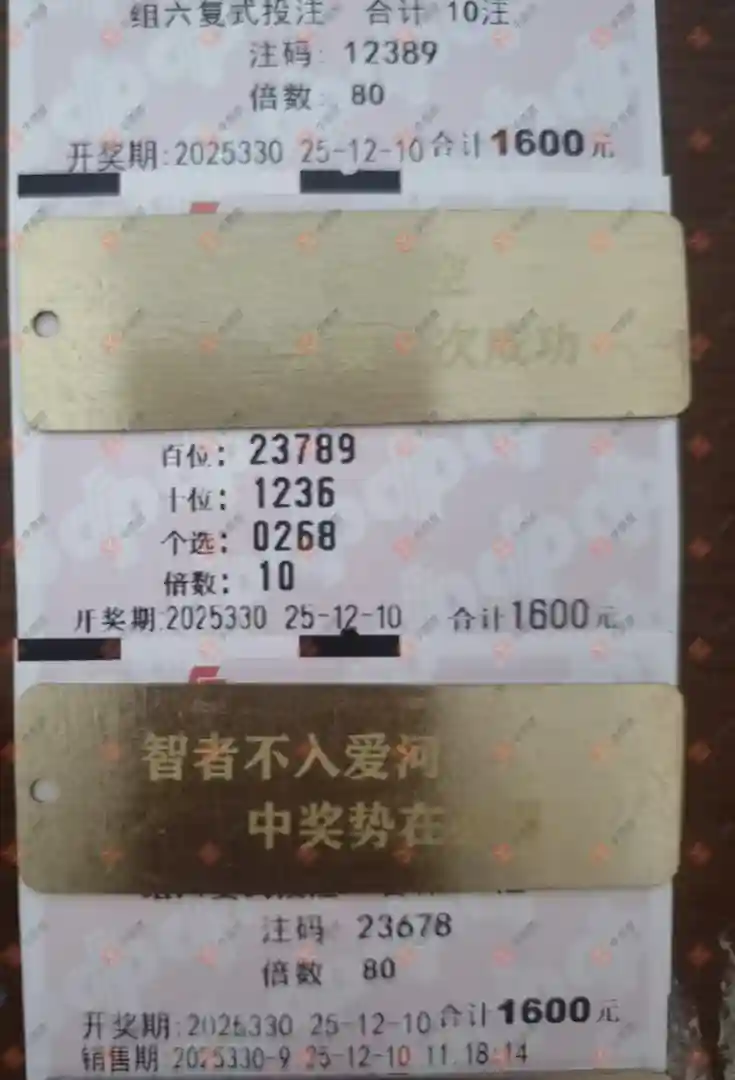 组六复式投注 合计 10注
注码: 12389
倍数: 80
开奖期:2025330 25-12-10 合计1600元
次成功
百位: 23789
十位: 1236
个选: 0268
倍数: 10
开奖期:2025330 25-12-10 合计1600元
智者不入爱河
中奖势在
注码 23678
倍数 80
开奖期:2025330 25-12-10 合计1600元
销售期 2025330-9 25-12-10 11:18:14